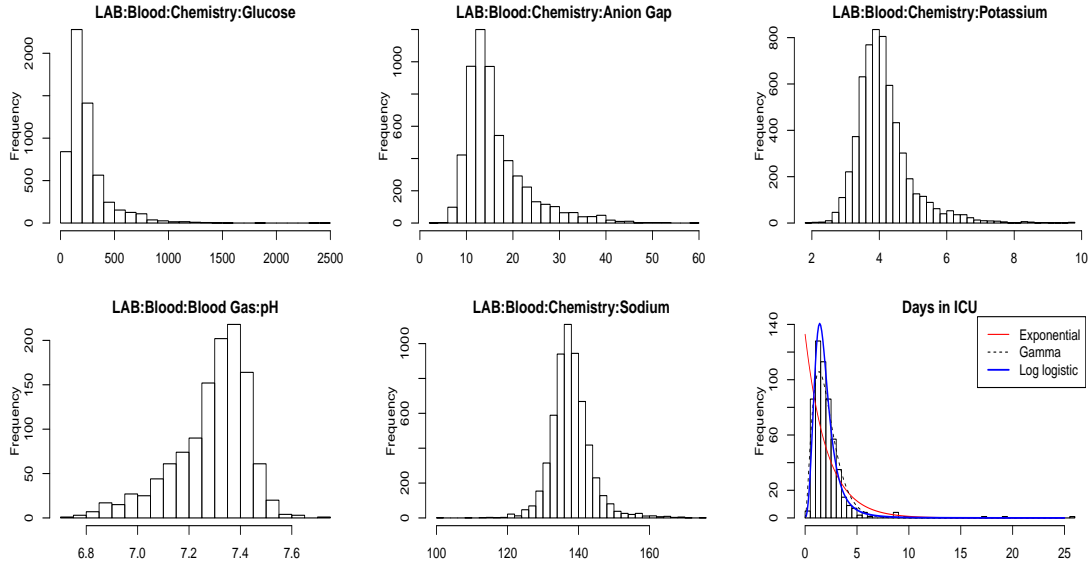 LAB:Blood:Chemistry:Glucose
Frequency
0 500 1000 2000
0 500 1000 1500 2000 2500
LAB:Blood:Chemistry:Anion Gap
Frequency
0 200 600 1200
0 10 20 30 40 50 60
LAB:Blood:Chemistry:Potassium
Frequency
0 200 400 600 800
2 4 6 8 10
LAB:Blood:Blood Gas:pH
Frequency
0 50 100 150 200
6.8 7.0 7.2 7.4 7.6
LAB:Blood:Chemistry:Sodium
Frequency
0 200 600 1000
100 120 140 160
Days in ICU
Frequency
0 20 60 100 140
0 5 10 15 20 25
Exponential
Gamma
Log logistic